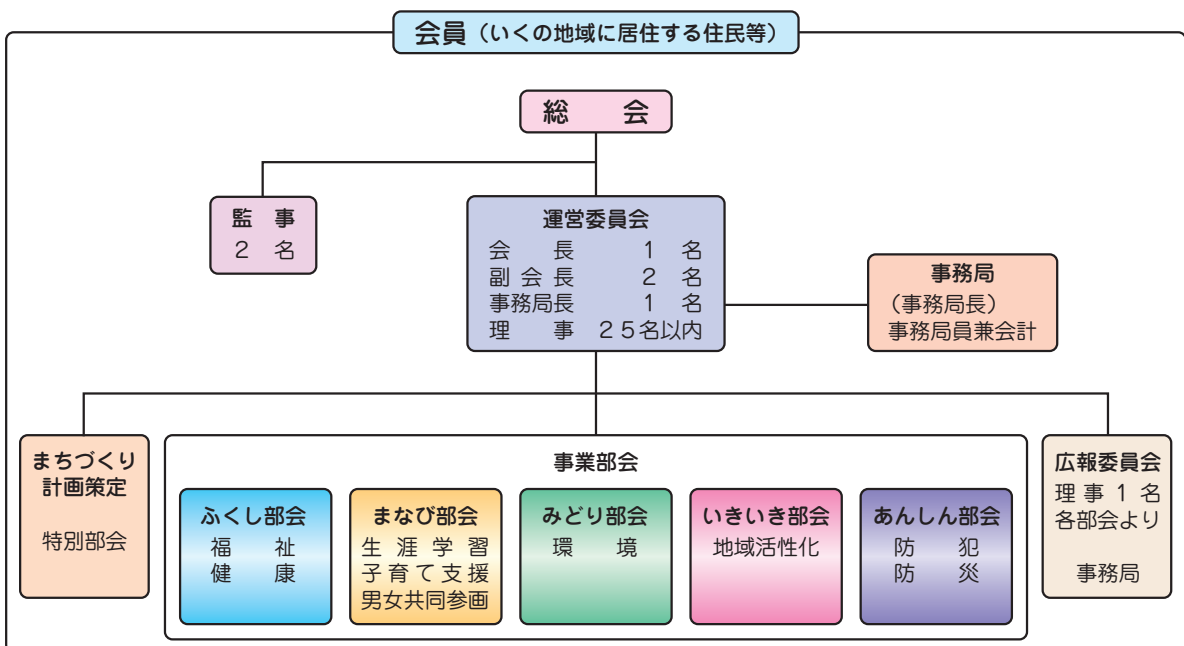 会員（いくの地域に居住する住民等）
総　会
監　事
２　名
運営委員会
会　長　１　名
副会長　２　名
事務局長　１　名
理　事　２５名以内
事務局
（事務局長）
事務局員兼会計
まちづくり
計画策定
特別部会
事業部会
ふくし部会
福　祉
健　康
まなび部会
生涯学習
子育て支援
男女共同参画
みどり部会
環　境
いきいき部会
地域活性化
あんしん部会
防　犯
防　災
広報委員会
理事１名
各部会より
事務局